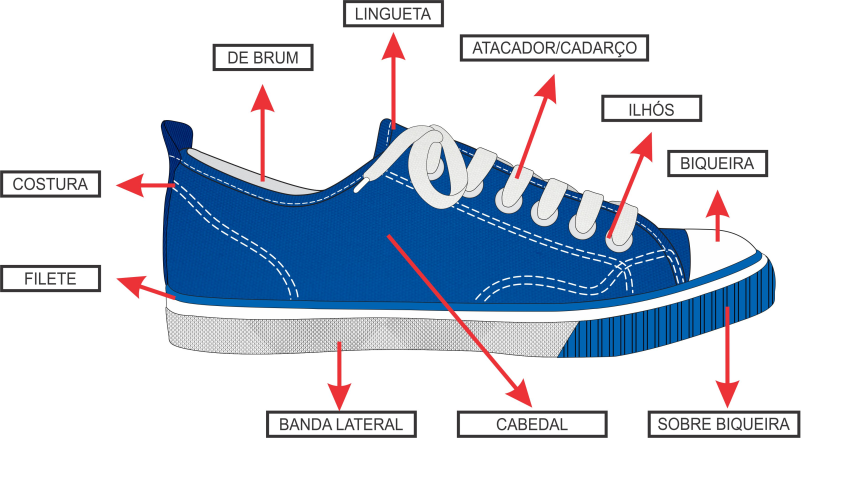 LINGUETA
DE BRUM
ATACADOR/CADARÇO
ILHÓS
BIQUEIRA
COSTURA
FILETE
BANDA LATERAL
CABEDAL
SOBRE BIQUEIRA